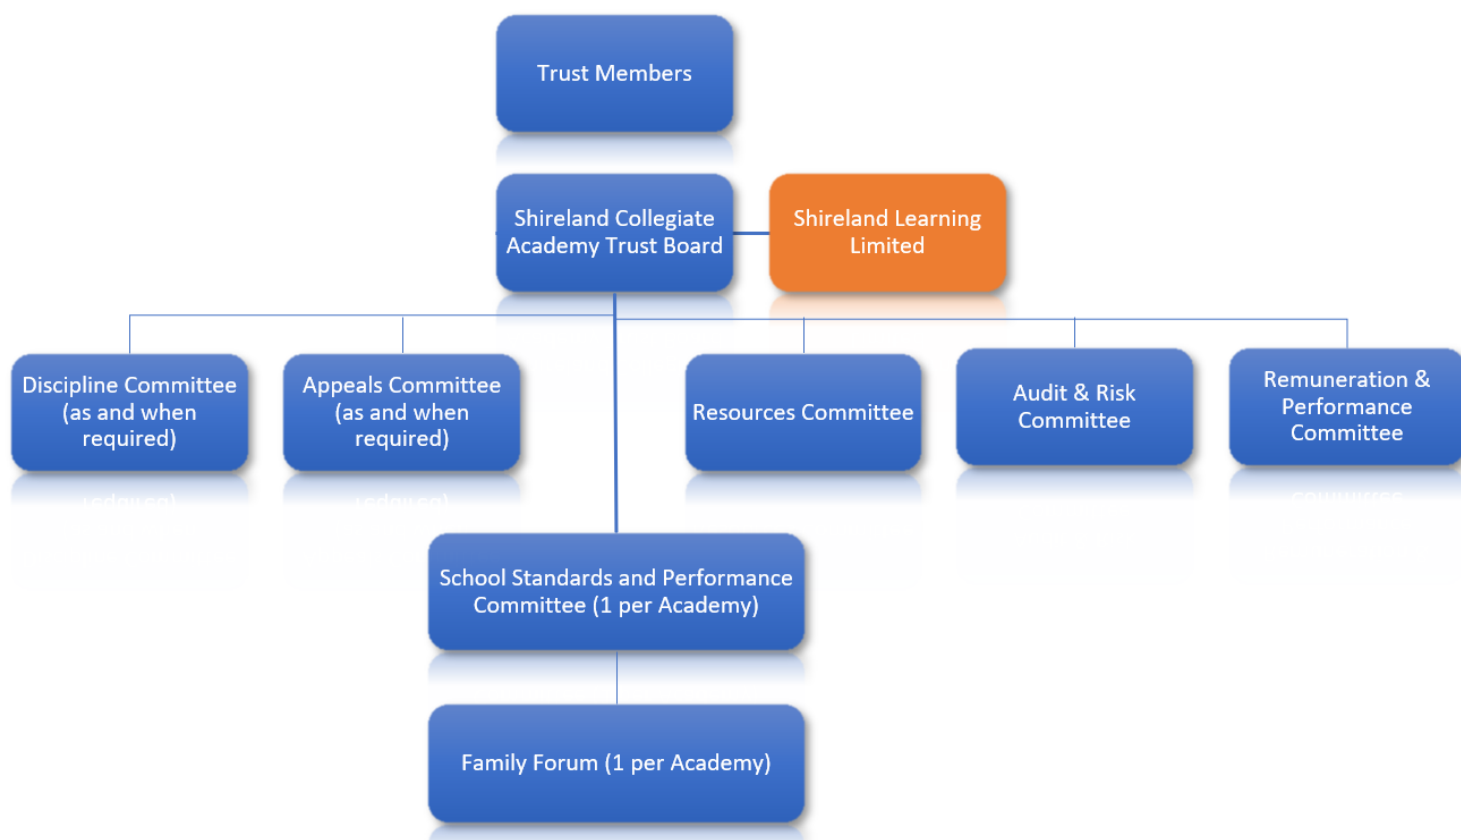 Trust Members
Shireland Collegiate
Academy Trust Board
Shireland Learning
Limited
Discipline Committee
(as and when
required)
Appeals Committee
(as and when
required)
Resources Committee
Audit & Risk
Committee
Remuneration &
Performance
Committee
School Standards and Performance
Committee (1 per Academy)
Family Forum (1 per Academy)